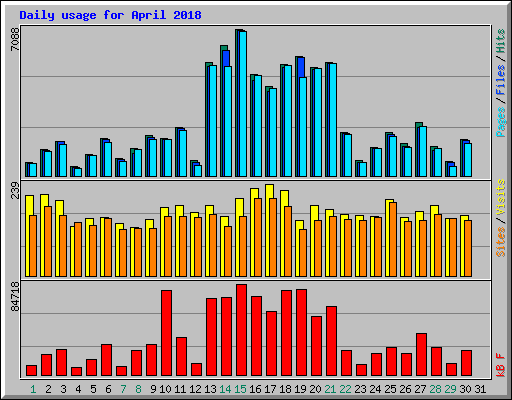 Daily usage for April 2018
7088
Pages / Files / Hits
239
Sites / Visits
84718
kB F
1 2 3 4 5 6 7 8 9 10 11 12 13 14 15 16 17 18 19 20 21 22 23 24 25 26 27 28 29 30 31